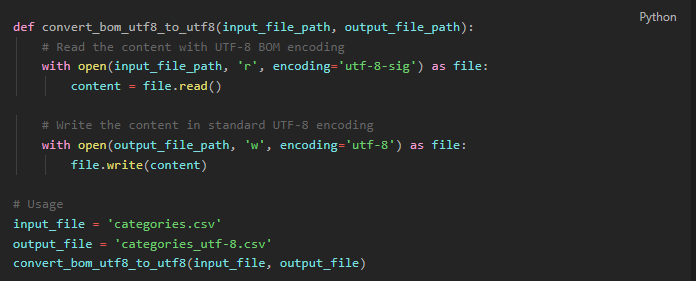 Python
def convert_bom_utf8_to_utf8(input_file_path, output_file_path):
    # Read the content with UTF-8 BOM encoding
    with open(input_file_path, 'r', encoding='utf-8-sig') as file:
        content = file.read()

    # Write the content in standard UTF-8 encoding
    with open(output_file_path, 'w', encoding='utf-8') as file:
        file.write(content)

# Usage
input_file = 'categories.csv'
output_file = 'categories_utf-8.csv'
convert_bom_utf8_to_utf8(input_file, output_file)